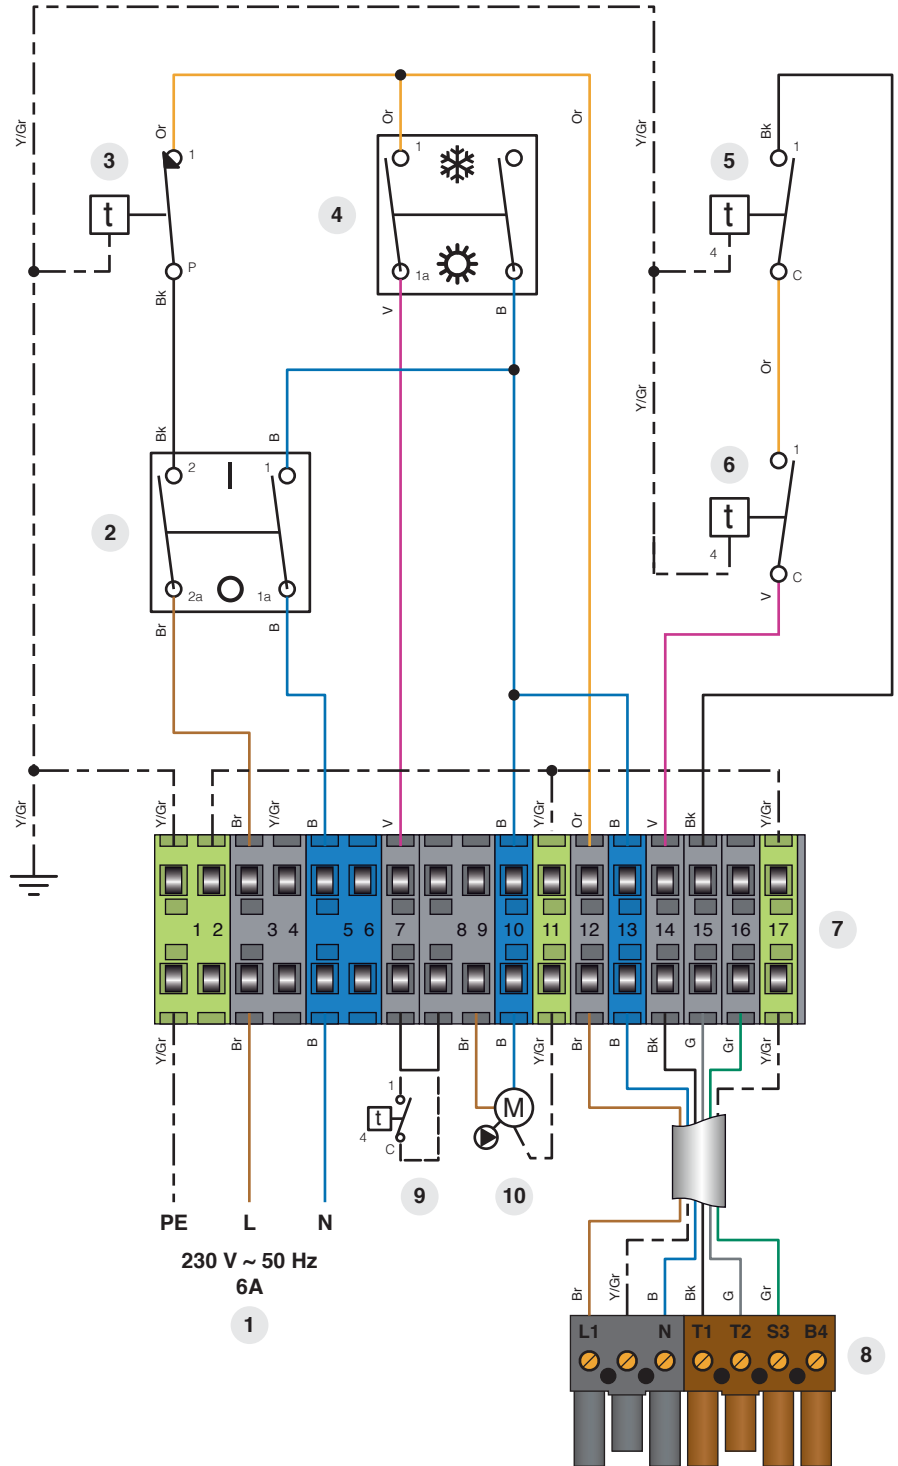 Y/Gr
Or
Or
Or
Y/Gr
Bk
3
1
t
P
Bk
4
1
1a
V
B
5
1
t
4
C
Or
Y/Gr
Bk
B
2
2
1
2a
1a
Br
B
6
1
t
4
C
V
Y/Gr
Y/Gr
Br
Y/Gr
B
V
B
Y/Gr
Or
B
V
Bk
Y/Gr
1 2 3 4 5 6 7 8 9 10 11 12 13 14 15 16 17
7
Y/Gr
Br
B
Br
B
Y/Gr
Br
B
Bk
G
Gr
Y/Gr
1
t
4
C
M
9
10
PE L N
230 V ~ 50 Hz
6A
1
Br
Y/Gr
B
Bk
G
Gr
L1 N T1 T2 S3 B4
8